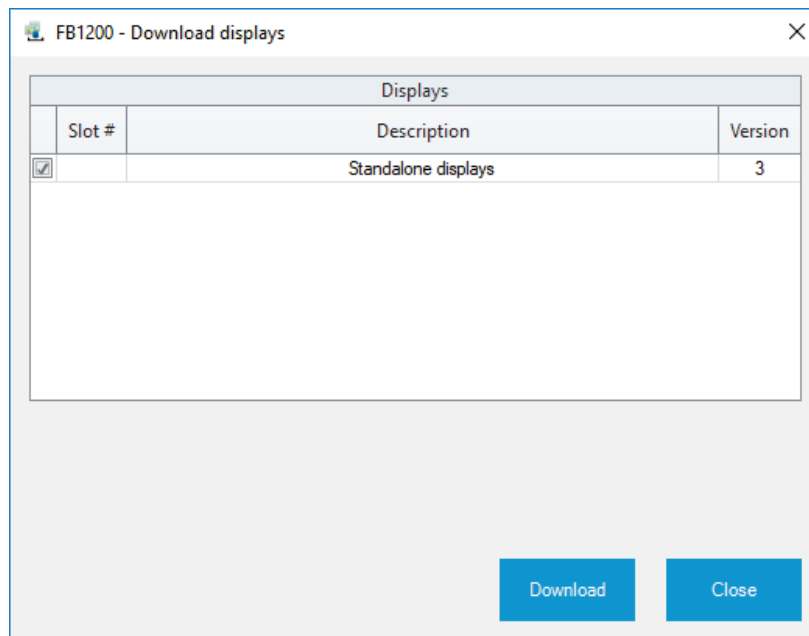 FB1200 - Download displays
Displays
Slot # Description Version
Standalone displays 3
Download Close